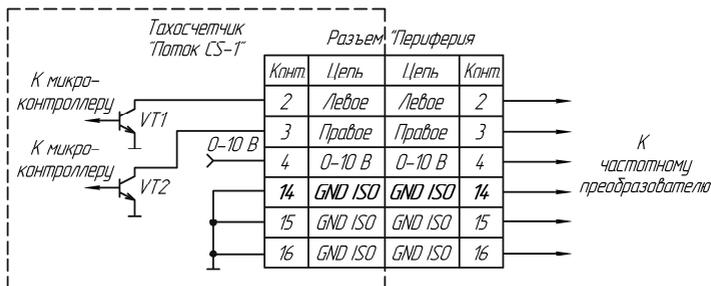 Тахосчетчик
"Поток CS-1"
Разъем "Периферия
К микро-
контроллеру
VT1
К микро-
контроллеру
VT2
0-10 В
Конт. Цепь Цепь Конт.
2 Левое Левое 2
3 Правое Правое 3
4 0-10 В 0-10 В 4
14 GND ISO GND ISO 14
15 GND ISO GND ISO 15
16 GND ISO GND ISO 16
К
частотному
преобразователю